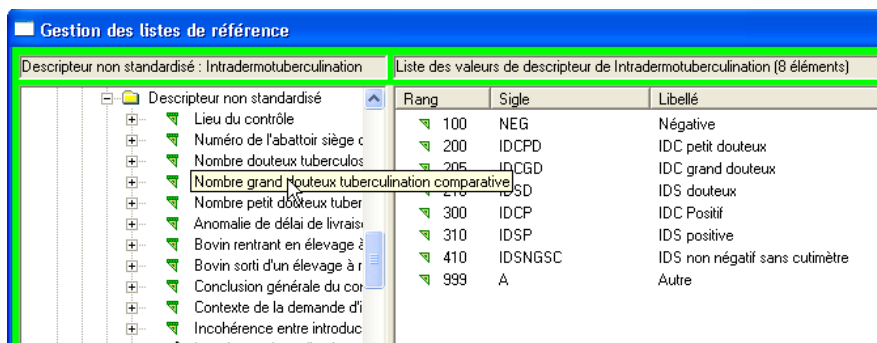 Gestion des listes de référence
Descripteur non standardisé : Intradermotuberculination
Liste des valeurs de descripteur de Intradermotuberculination (8 éléments)
Descripteur non standardisé
Lieu du contrôle
Numéro de l'abattoir siège
Nombre douteux tuberculos
Nombre grand douteux tuberculination comparative
Nombre petit douteux tuber
Anomalie de délai de livrais
Bovin rentrant en élevage à
Bovin sorti d'un élevage à
Conclusion générale du cor
Contexte de la demande d'i
Incohérence entre introduc
Rang Sigle Libellé
100 NEG Négative
200 IDCPD IDC petit douteux
205 IDCGD IDC grand douteux
IDSD IDS douteux
300 IDCP IDC Positif
310 IDSP IDS positive
410 IDSNGSC IDS non négatif sans cutimètre
999 A Autre